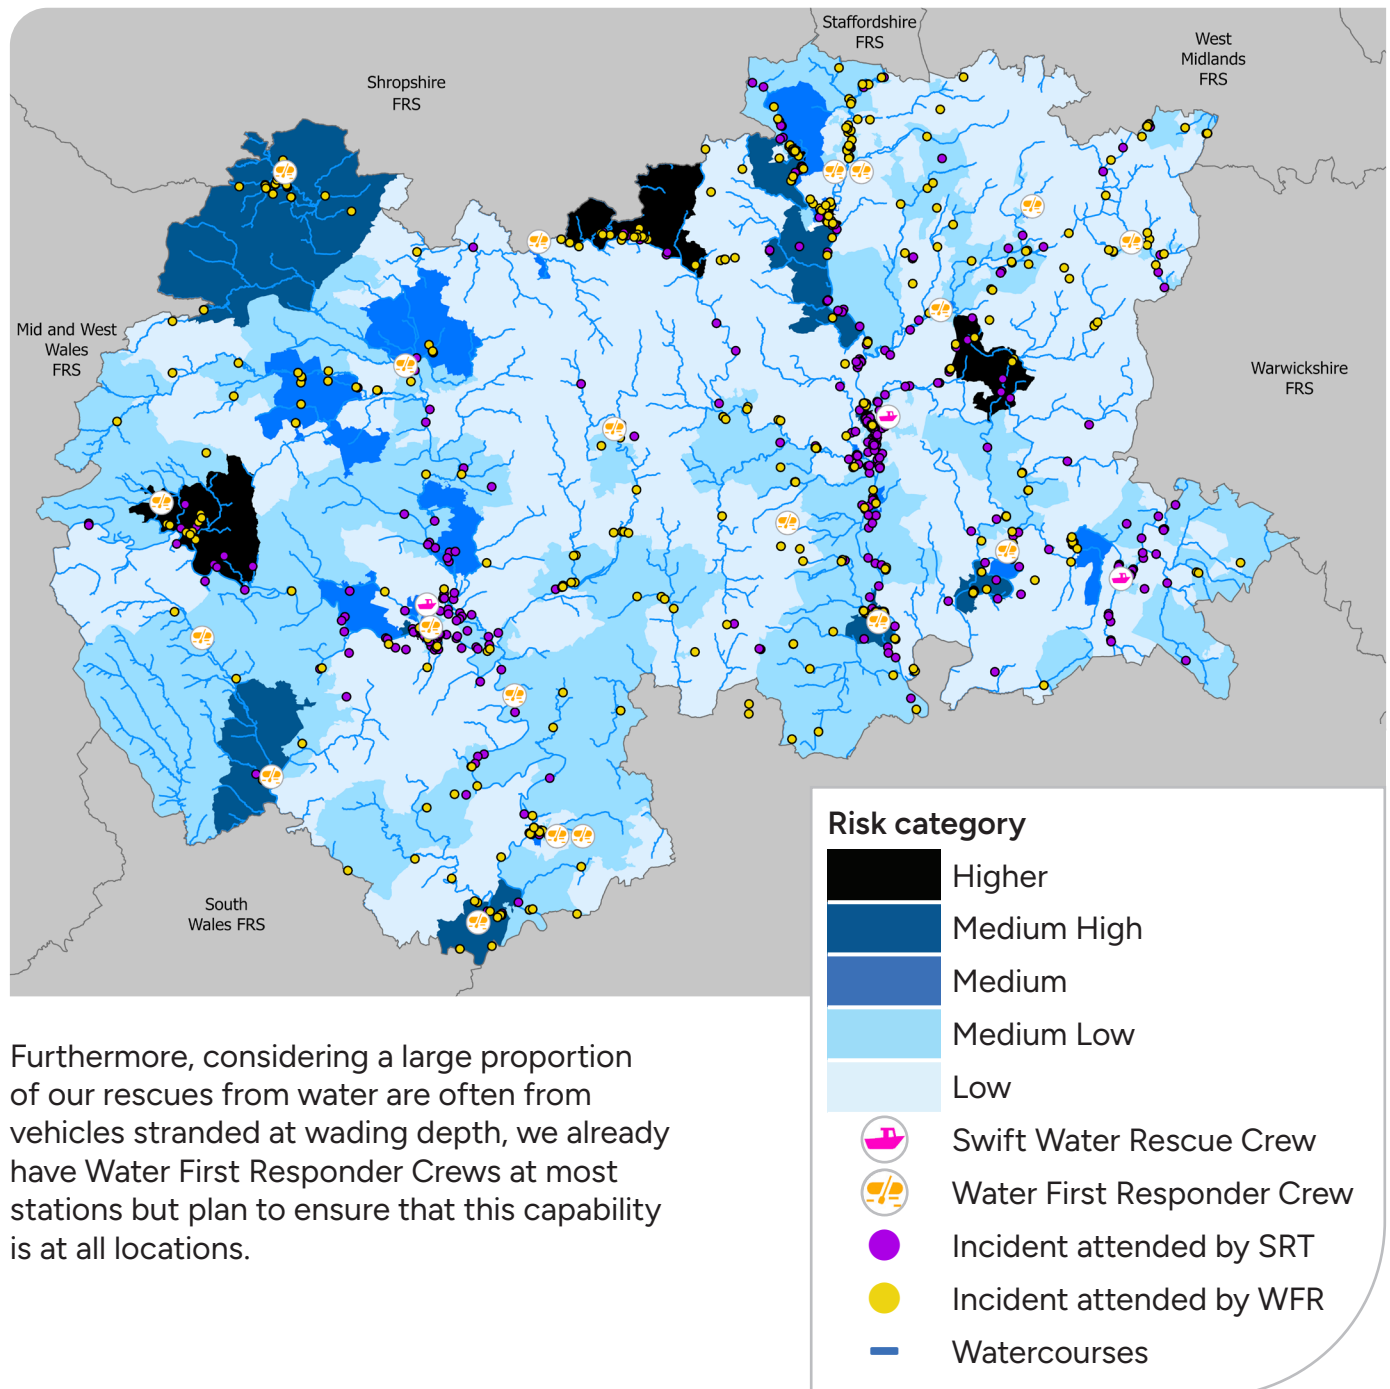 Staffordshire
FRS
West
Midlands
FRS
Shropshire
FRS
Mid and West
Wales
FRS
Warwickshire
FRS
South
Wales FRS
Risk category
Higher
Medium High
Medium
Medium Low
Low
Swift Water Rescue Crew
Water First Responder Crew
Incident attended by SRT
Incident attended by WFR
Watercourses
Furthermore, considering a large proportion
of our rescues from water are often from
vehicles stranded at wading depth, we already
have Water First Responder Crews at most
stations but plan to ensure that this capability
is at all locations.